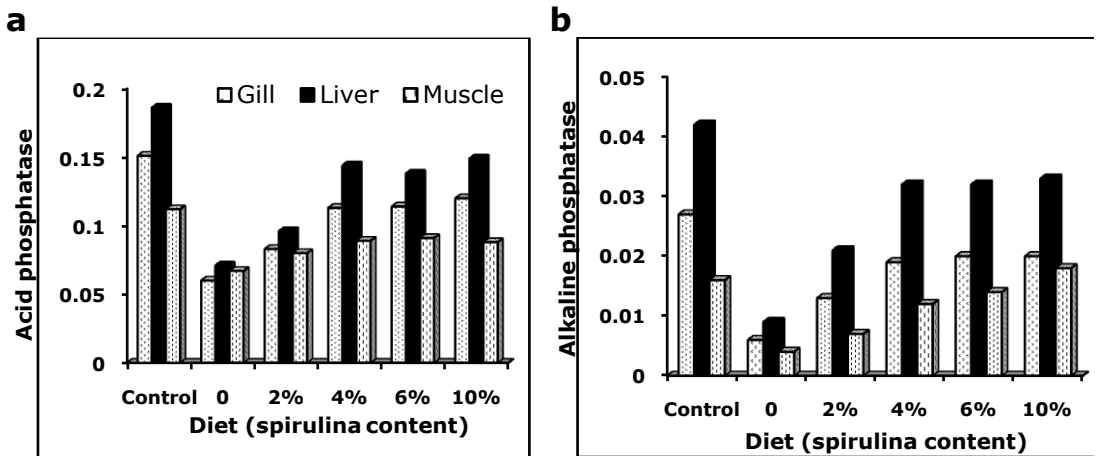 a
0.2
0.15
0.1
0.05
0
Acid phosphatase
Gill Liver Muscle
Control 0 2% 4% 6% 10%
Diet (spirulina content)
b
0.05
0.04
0.03
0.02
0.01
0
Alkaline phosphatase
Control 0 2% 4% 6% 10%
Diet (spirulina content)